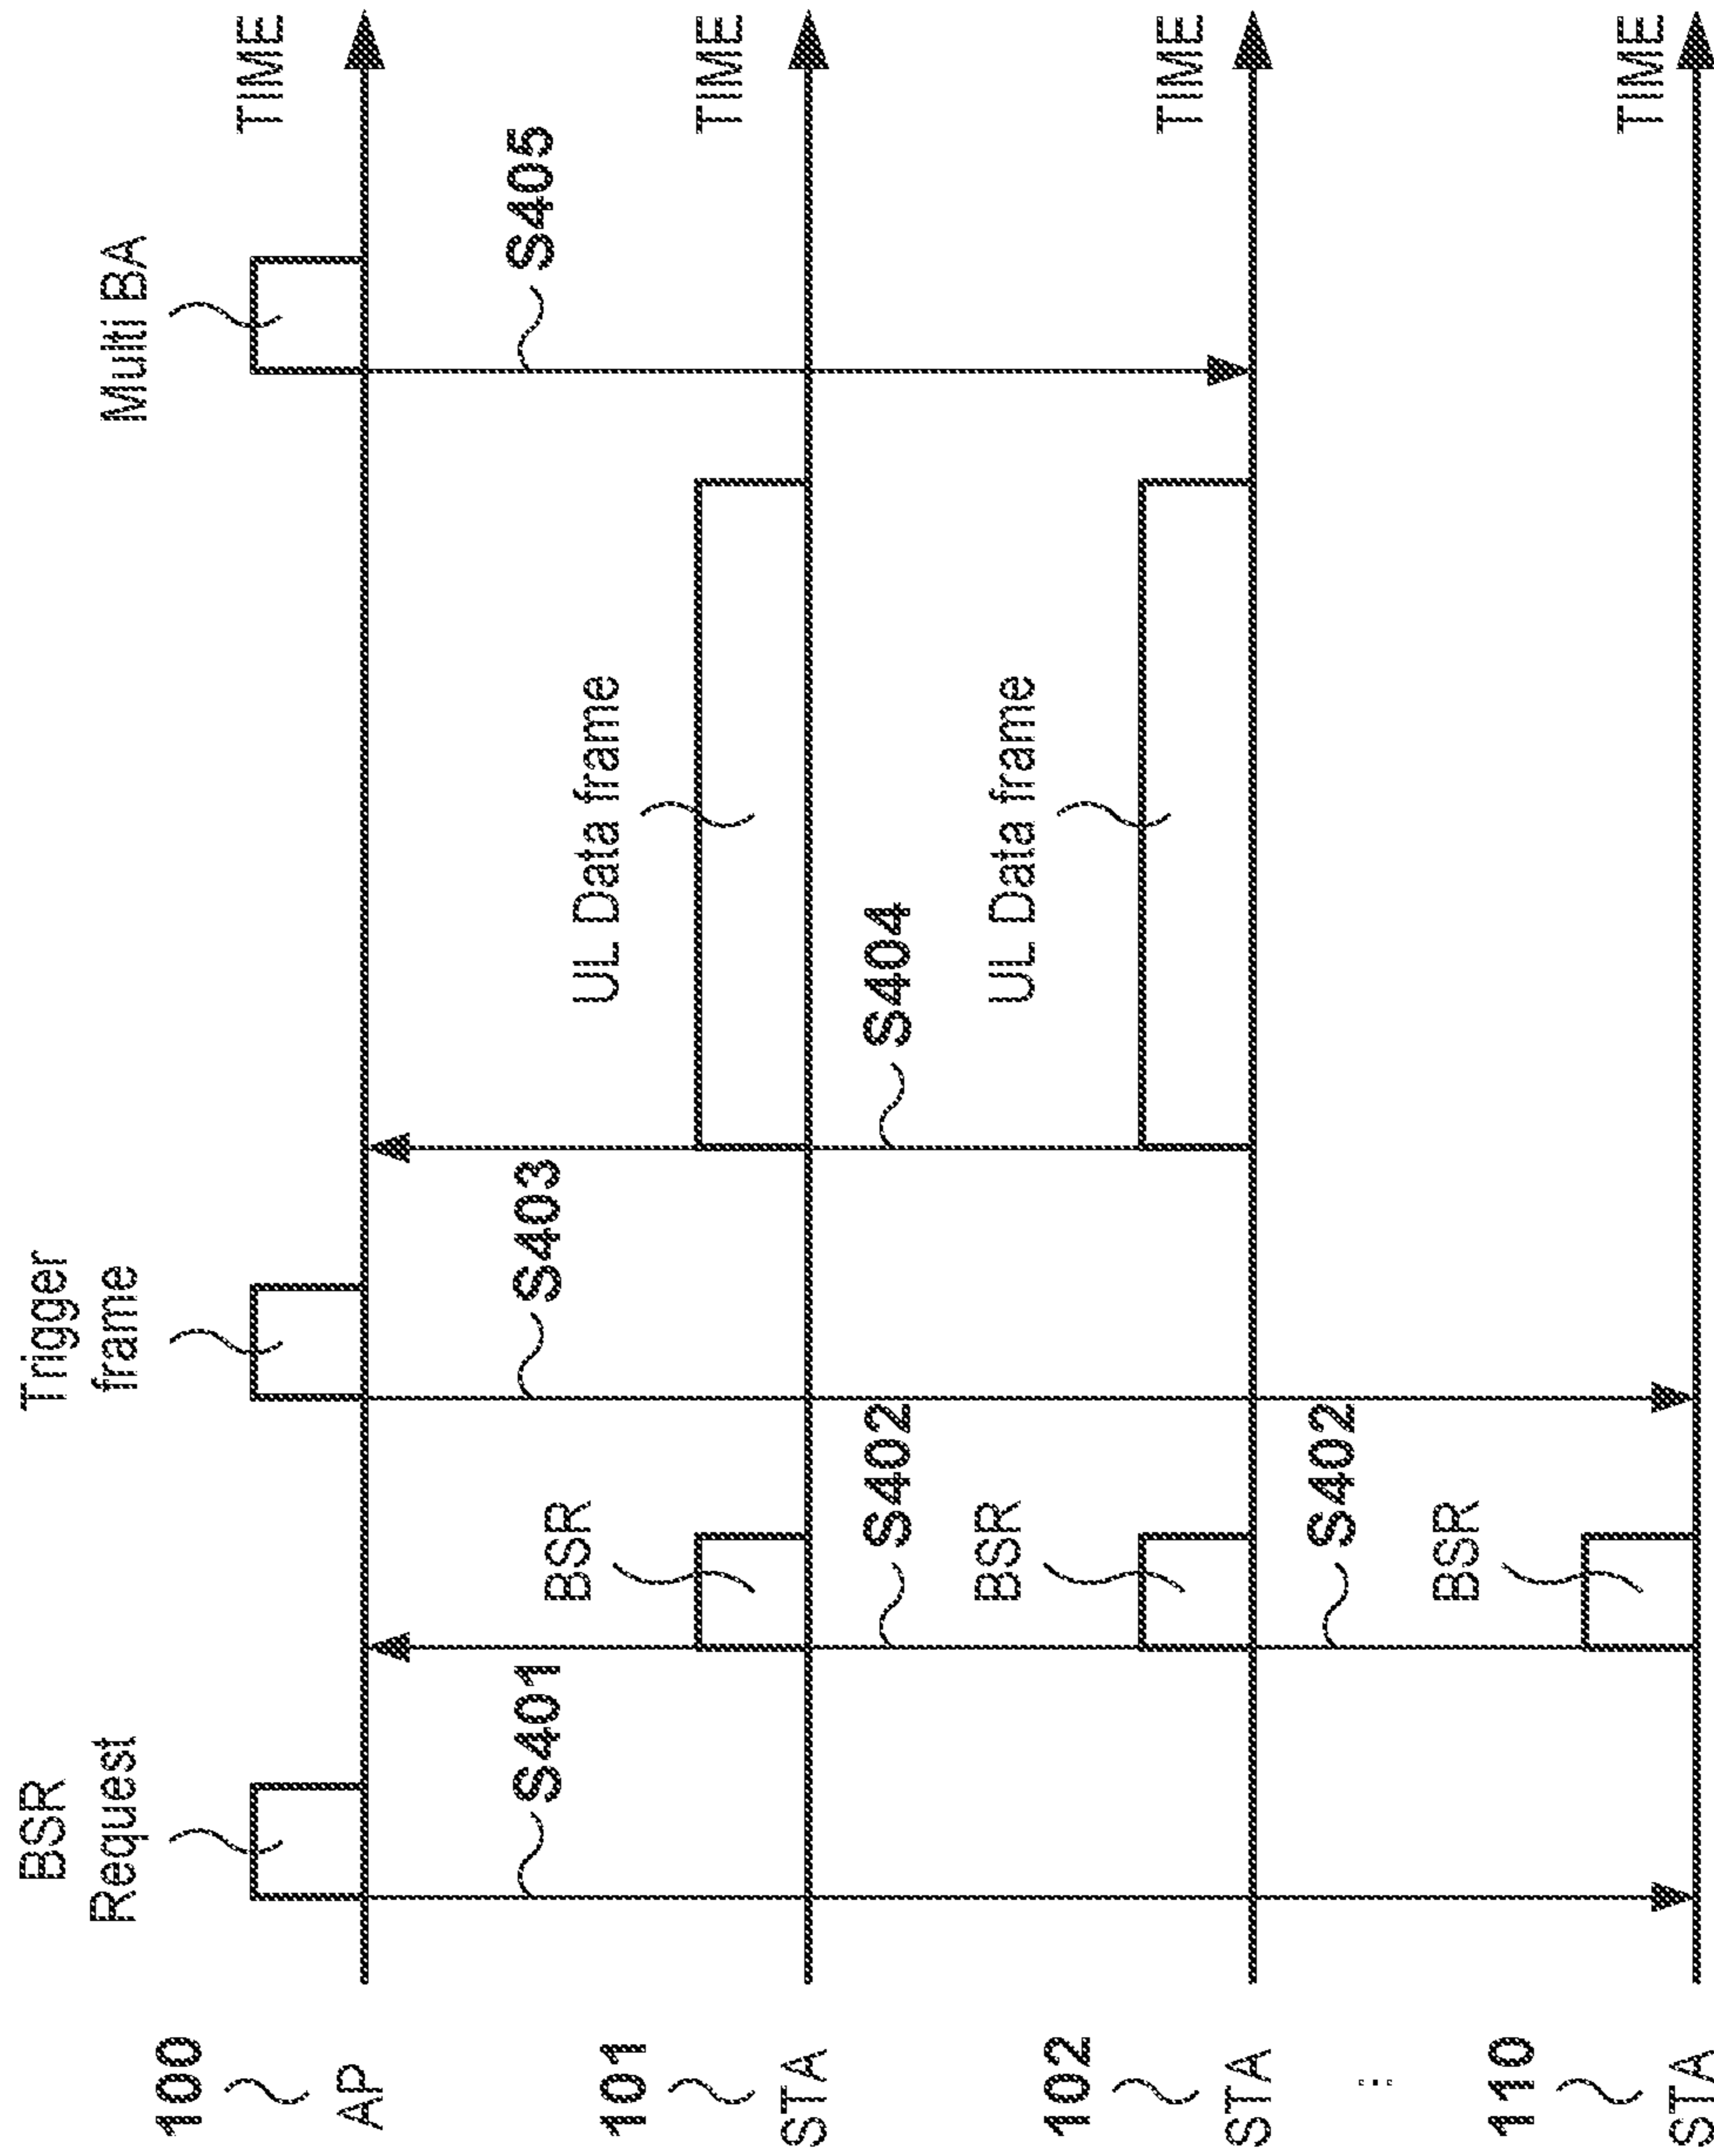 BSR
Request
Trigger
frame
Multi BA
100
AP
TIME
S401
S403
S405
BSR
UL Data frame
101
STA
TIME
S402
S404
BSR
UL Data frame
102
STA
TIME
...
S402
BSR
110
STA
TIME